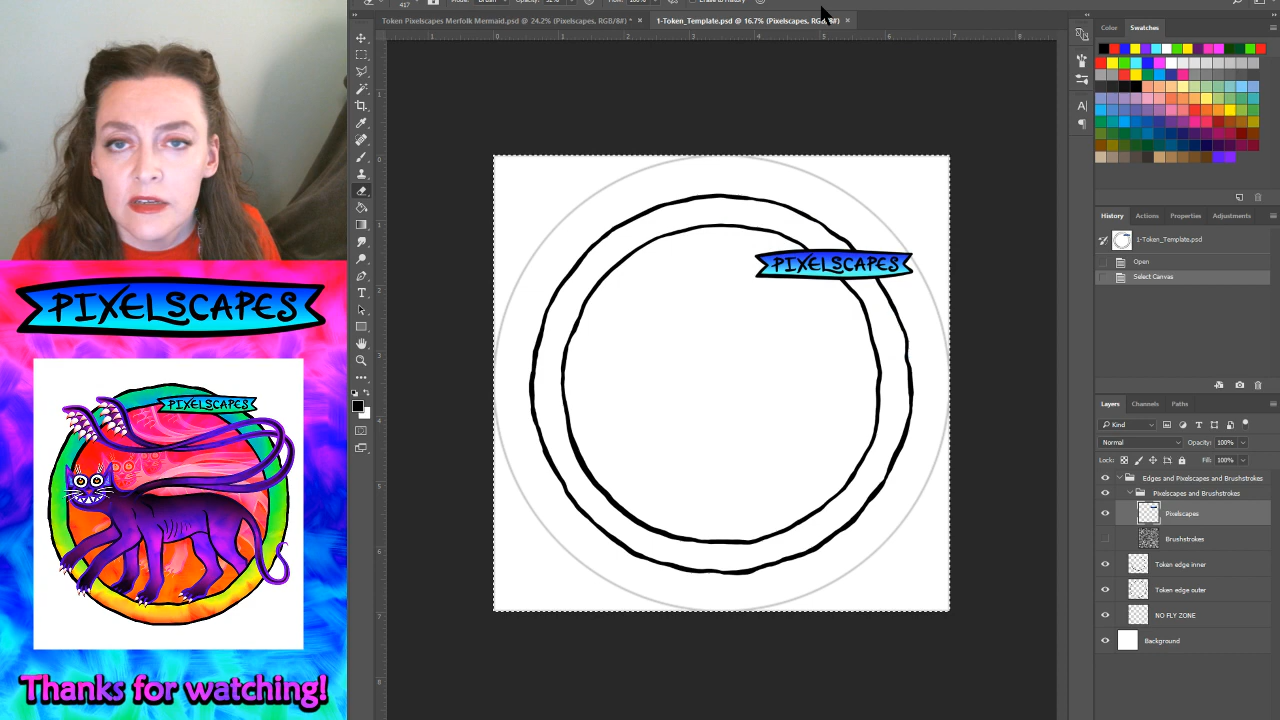 417
Token Pixelscapes Merfolk Mermaid.psd @ 24.2% (Pixelscapes, RGB/8#) *
1-Token_Template.psd @ 16.7% (Pixelscapes, RGB/8#)
Color
Swatches
PIXELSCAPES
PIXELSCAPES
PIXELSCAPES
Thanks for watching!
History
Actions
Properties
Adjustments
1-Token_Template.psd
Open
Select Canvas
Layers
Channels
Paths
Kind
Normal
Opacity: 100%
Lock:
Fill: 100%
Edges and Pixelscapes and Brushstrokes
Pixelscapes and Brushstrokes
Pixelscapes
Brushstrokes
Token edge inner
Token edge outer
NO FLY ZONE
Background